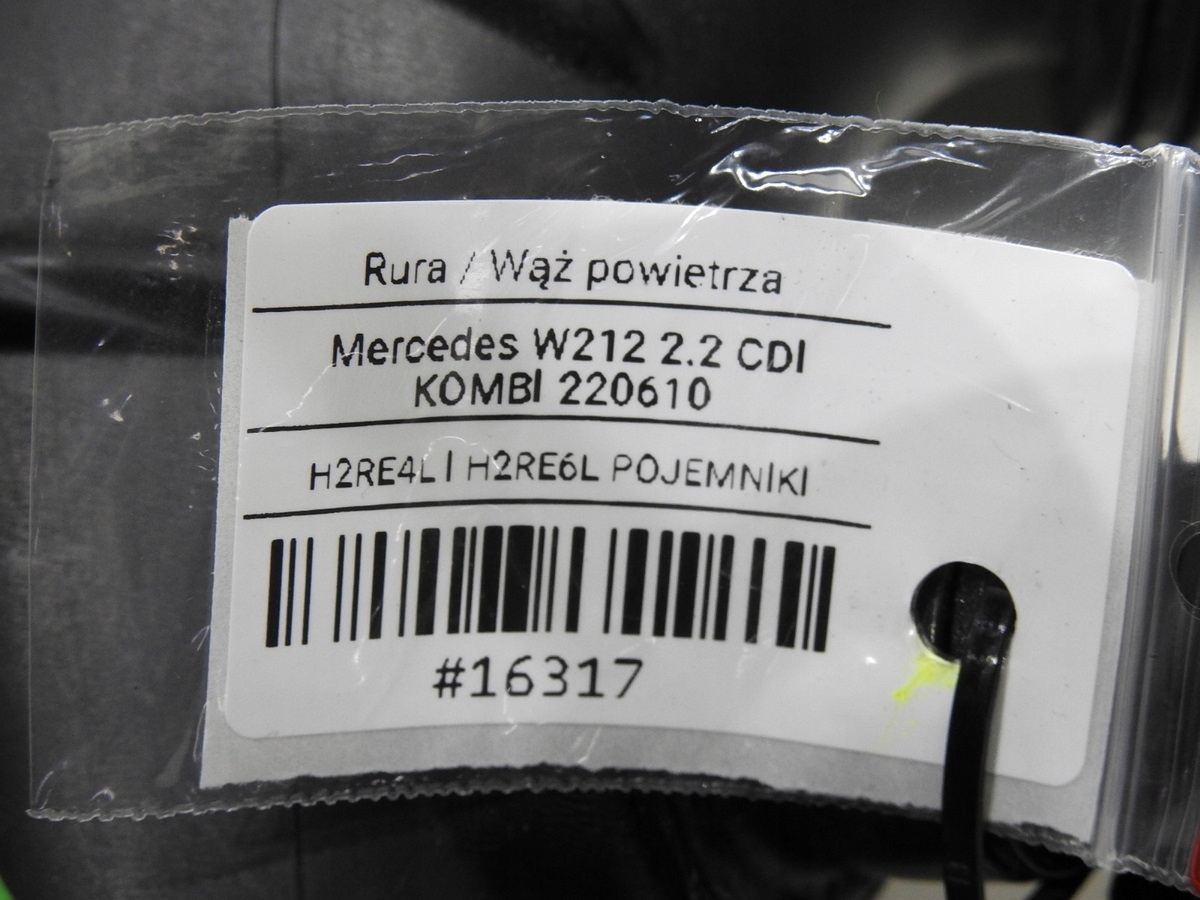 Rura / Wąż powietrza
Mercedes W212 2.2 CDI
KOMBI 220610
H2RE4L I H2RE6L POJEMNIKI
#16317